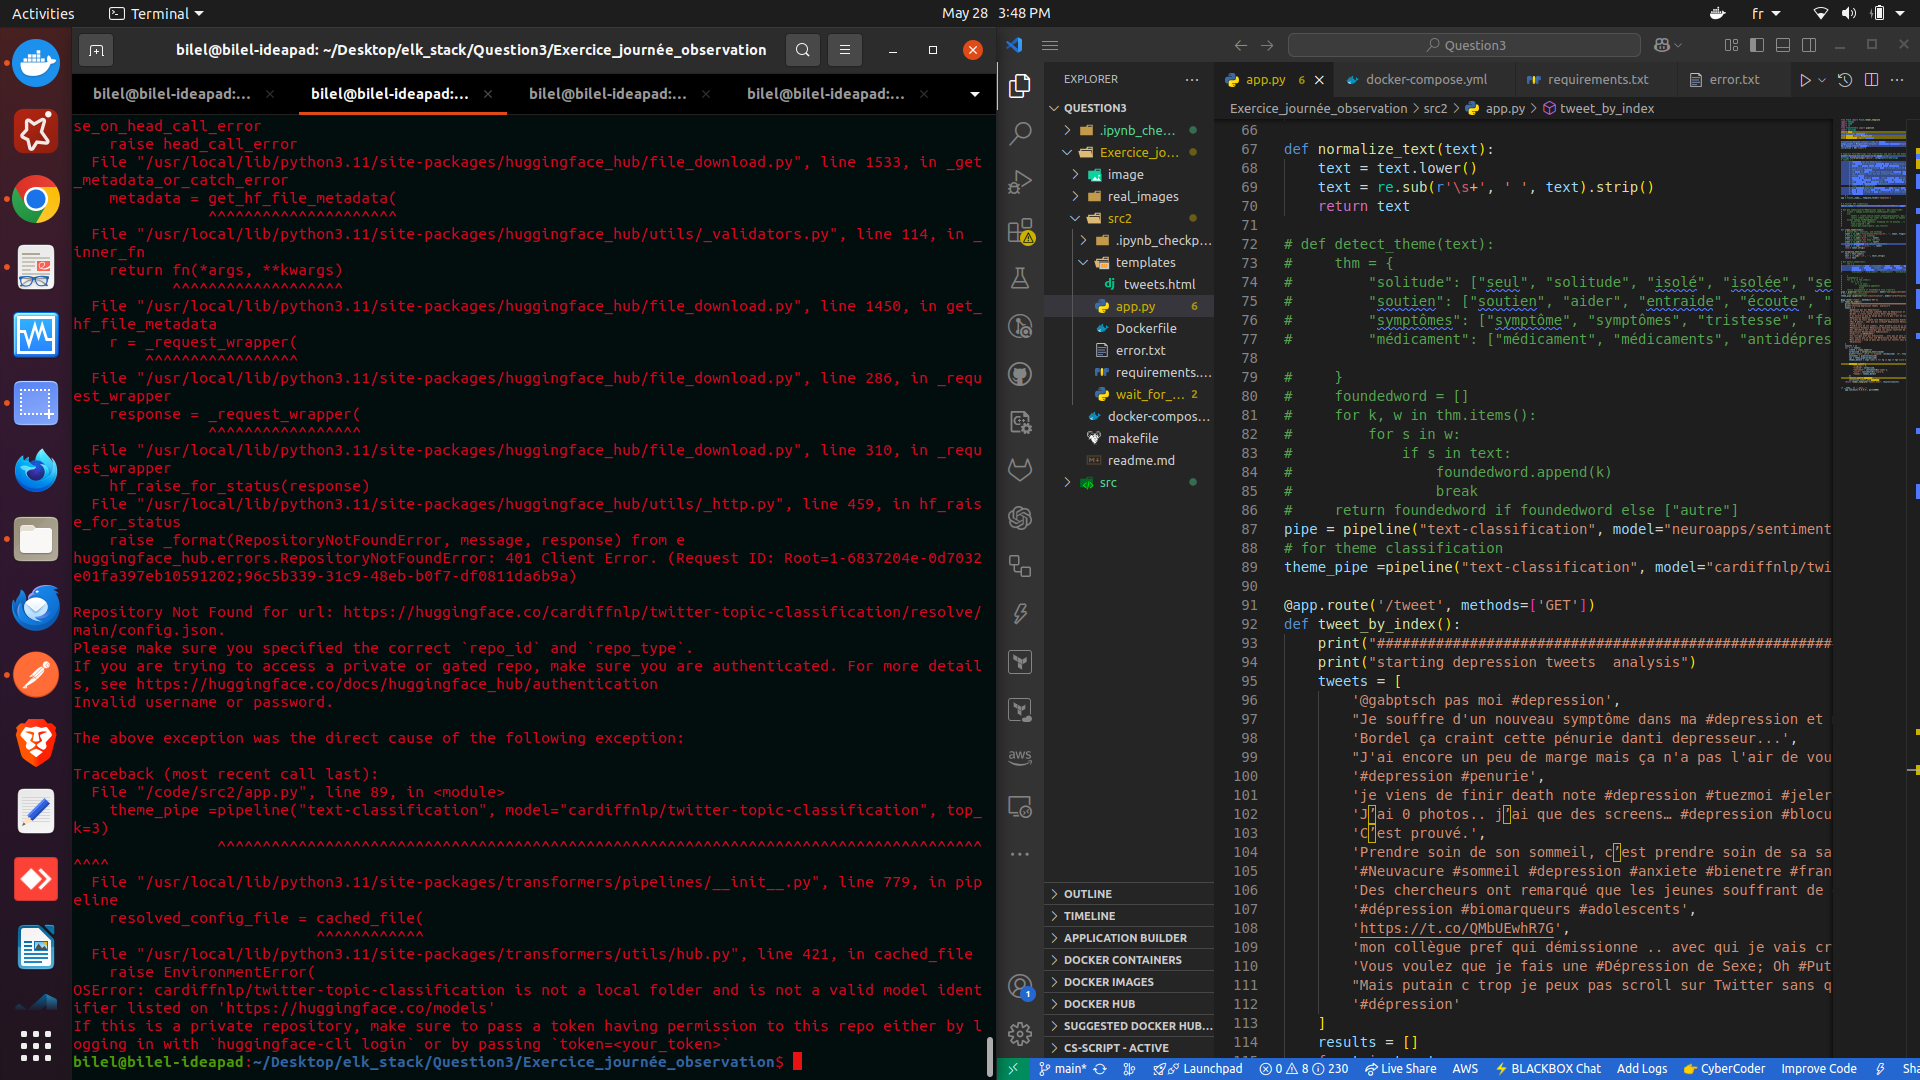 Activities
Terminal
May 28 3:48 PM
fr
bilel@bilel-ideapad: ~/Desktop/elk_stack/Question3/Exercice_journée_observation
bilel@bilel-ideapad:...
bilel@bilel-ideapad:...
bilel@bilel-ideapad:...
bilel@bilel-ideapad:...
se_on_head_call_error
raise head_call_error
File "/usr/local/lib/python3.11/site-packages/huggingface_hub/file_download.py", line 1533, in _get
_metadata_or_catch_error
metadata = get_hf_file_metadata(
^^^^^^^^^^^^^^^^^^^^^^
File "/usr/local/lib/python3.11/site-packages/huggingface_hub/utils/_validators.py", line 114, in _
inner_fn
return fn(*args, **kwargs)
^^^^^^^^^^^^^^^^^^^^
File "/usr/local/lib/python3.11/site-packages/huggingface_hub/file_download.py", line 1450, in get_
hf_file_metadata
r = _request_wrapper(
^^^^^^^^^^^^^^^^^^
File "/usr/local/lib/python3.11/site-packages/huggingface_hub/file_download.py", line 286, in _requ
est_wrapper
response = _request_wrapper(
^^^^^^^^^^^^^^^^^^
File "/usr/local/lib/python3.11/site-packages/huggingface_hub/file_download.py", line 310, in _requ
est_wrapper
hf_raise_for_status(response)
File "/usr/local/lib/python3.11/site-packages/huggingface_hub/utils/_http.py", line 459, in hf_rais
e_for_status
raise _format(RepositoryNotFoundError, message, response) from e
huggingface_hub.errors.RepositoryNotFoundError: 401 Client Error. (Request ID: Root=1-6837204e-0d7032
e01fa397eb10591202;96c5b339-31c9-48eb-b0f7-df0811da6b9a)
Repository Not Found for url: https://huggingface.co/cardiffnlp/twitter-topic-classification/resolve/
main/config.json.
Please make sure you specified the correct `repo_id` and `repo_type`.
If you are trying to access a private or gated repo, make sure you are authenticated. For more detail
s, see https://huggingface.co/docs/huggingface_hub/authentication
Invalid username or password.
The above exception was the direct cause of the following exception:
Traceback (most recent call last):
File "/code/src2/app.py", line 89, in <module>
theme_pipe =pipeline("text-classification", model="cardiffnlp/twitter-topic-classification", top_
k=3)
^^^^^^^^^^^^^^^^^^^^^^^^^^^^^^^^^^^^^^^^^^^^^^^^^^^^^^^^^^^^^^^^^^^^^^^^^^^^^^^^^^^^^
^^^^
File "/usr/local/lib/python3.11/site-packages/transformers/pipelines/__init__.py", line 779, in pip
eline
resolved_config_file = cached_file(
^^^^^^^^^^^^
File "/usr/local/lib/python3.11/site-packages/transformers/utils/hub.py", line 421, in cached_file
raise EnvironmentError(
OSError: cardiffnlp/twitter-topic-classification is not a local folder and is not a valid model ident
ifier listed on 'https://huggingface.co/models'
If this is a private repository, make sure to pass a token having permission to this repo either by l
ogging in with `huggingface-cli login` or by passing `token=<your_token>`
bilel@bilel-ideapad:~/Desktop/elk_stack/Question3/Exercice_journée_observation$
Question3
EXPLORER
QUESTION3
.ipynb_che...
Exercice_jo...
image
real_images
src2
.ipynb_checkp...
templates
tweets.html
app.py 6
Dockerfile
error.txt
requirements....
wait_for_... 2
docker-compos...
makefile
readme.md
src
OUTLINE
TIMELINE
APPLICATION BUILDER
DOCKER CONTAINERS
DOCKER IMAGES
DOCKER HUB
SUGGESTED DOCKER HUB...
CS-SCRIPT - ACTIVE
aws
1
app.py 6
docker-compose.yml
requirements.txt
error.txt
Exercice_journée_observation > src2 > app.py > tweet_by_index
66
67 def normalize_text(text):
68 text = text.lower()
69 text = re.sub(r'\s+', ' ', text).strip()
70 return text
71
72 # def detect_theme(text):
73 # thm = {
74 # "solitude": ["seul", "solitude", "isolé", "isolée", "se
75 # "soutien": ["soutien", "aider", "entraide", "écoute", "
76 # "symptômes": ["symptôme", "symptômes", "tristesse", "fa
77 # "médicament": ["médicament", "médicaments", "antidépres
78
79 # }
80 # foundedword = []
81 # for k, w in thm.items():
82 # for s in w:
83 # if s in text:
84 # foundedword.append(k)
85 # break
86 # return foundedword if foundedword else ["autre"]
87 pipe = pipeline("text-classification", model="neuroapps/sentiment
88 # for theme classification
89 theme_pipe =pipeline("text-classification", model="cardiffnlp/twi
90
91 @app.route('/tweet', methods=['GET'])
92 def tweet_by_index():
93 print("######################################################
94 print("starting depression tweets  analysis")
95 tweets = [
96 '@gabptsch pas moi #depression',
97 "Je souffre d'un nouveau symptôme dans ma #depression et
98 'Bordel ça craint cette pénurie danti depresseur...',
99 "J'ai encore un peu de marge mais ça n'a pas l'air de vou
100 '#depression #penurie',
101 'je viens de finir death note #depression #tuezmoi #jeler
102 'J’ai 0 photos.. j’ai que des screens… #depression #blocu
103 'C’est prouvé.',
104 'Prendre soin de son sommeil, c’est prendre soin de sa sa
105 '#Neuvacure #sommeil #depression #anxiete #bienetre #fran
106 'Des chercheurs ont remarqué que les jeunes souffrant de
107 '#dépression #biomarqueurs #adolescents',
108 'https://t.co/QMbUEwhR7G',
109 'mon collègue pref qui démissionne .. avec qui je vais cr
110 'Vous voulez que je fais une #Dépression de Sexe; Oh #Put
111 "Mais putain c trop je peux pas scroll sur Twitter sans q
112 '#dépression'
113 ]
114 results = []
main*
Launchpad
0 8 230
Live Share
AWS
BLACKBOX Chat
Add Logs
CyberCoder
Improve Code
Sha